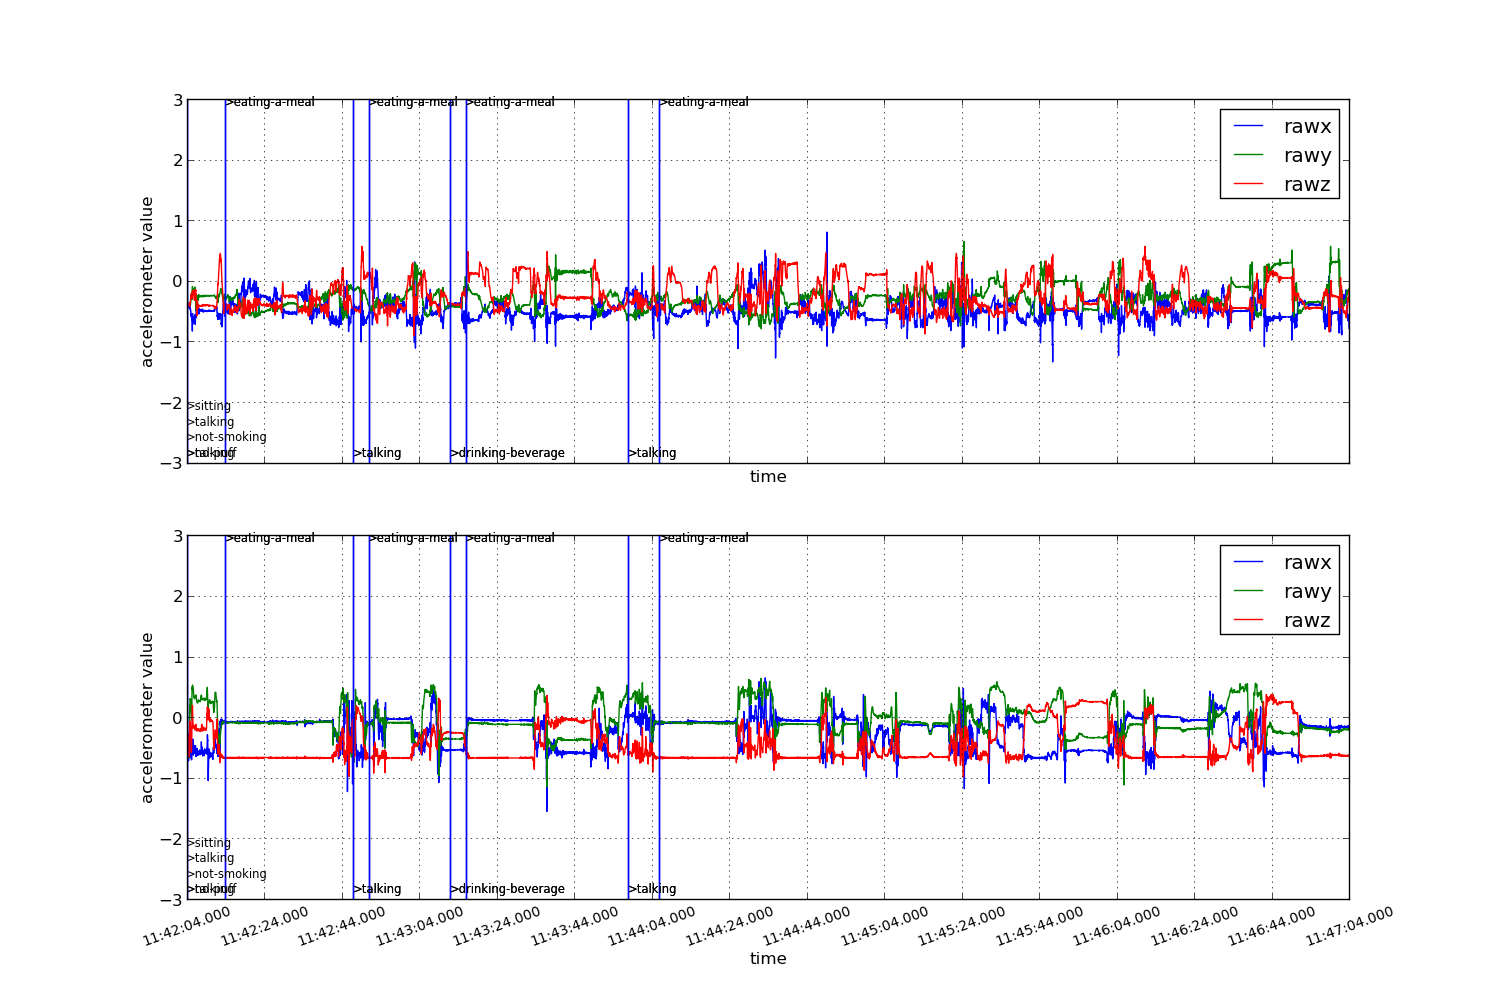 3
>eating-a-meal >eating-a-meal >eating-a-meal >eating-a-meal
rawx
2
rawy
rawz
1
accelerometer value
0
−1
−2
>sitting
>talking
>not-smoking
>talking >talking >drinking-beverage >talking
−3
time
3
>eating-a-meal >eating-a-meal >eating-a-meal >eating-a-meal
rawx
2
rawy
rawz
1
accelerometer value
0
−1
−2
>sitting
>talking
>not-smoking
>talking >talking >drinking-beverage >talking
−3
11:42:04.000 11:42:24.000 11:42:44.000 11:43:04.000 11:43:24.000 11:43:44.000 11:44:04.000 11:44:24.000 11:44:44.000 11:45:04.000 11:45:24.000 11:45:44.000 11:46:04.000 11:46:24.000 11:46:44.000 11:47:04.000
time